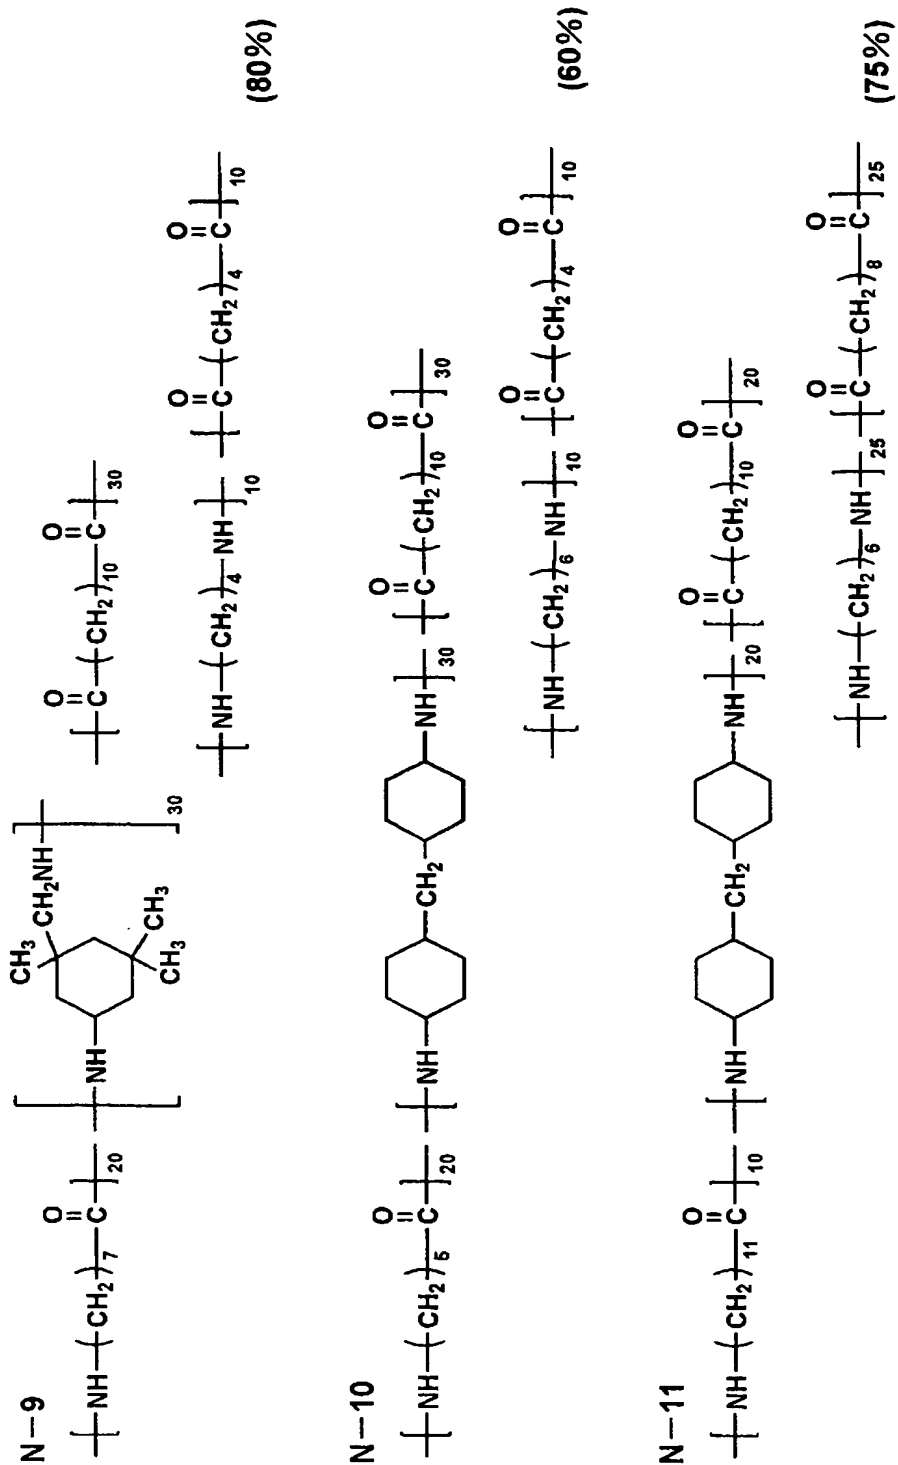 N—9
[NH—(CH2)7—C]20 [NH CH3 CH2NH CH3 CH3]30 [C—(CH2)10—C]30
O O O
[NH—(CH2)4—NH]10 [C—(CH2)4—C]10
O O
(80%)
N—10
[NH—(CH2)5—C]20 [NH CH2 NH]30 [C—(CH2)10—C]30
O O O
[NH—(CH2)6—NH]10 [C—(CH2)4—C]10
O O
(60%)
N—11
[NH—(CH2)11—C]10 [NH CH2 NH]20 [C—(CH2)10—C]20
O O O
[NH—(CH2)6—NH]25 [C—(CH2)8—C]25
O O
(75%)